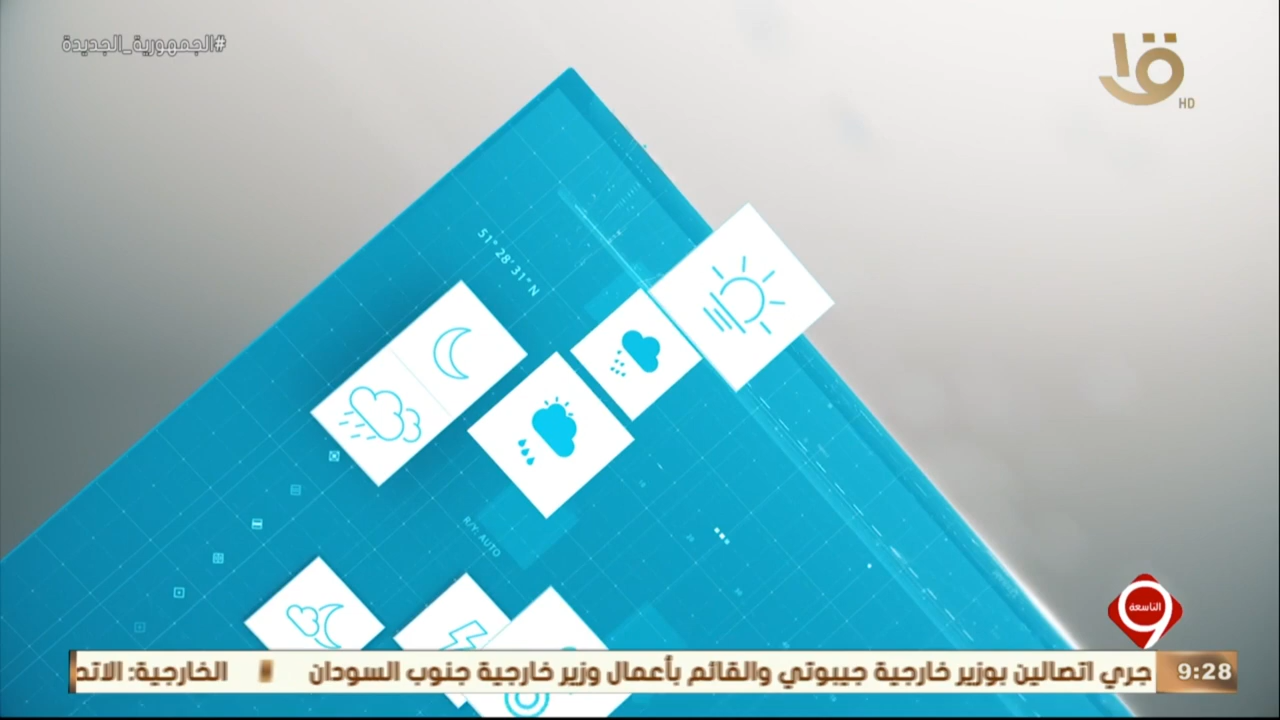 #الجمهورية_الجديدة
HD
51° 28' 31" N
R/Y: AUTO
التاسعة
9
9:28
جري اتصالين بوزير خارجية جيبوتي والقائم بأعمال وزير خارجية جنوب السودان
الخارجية: